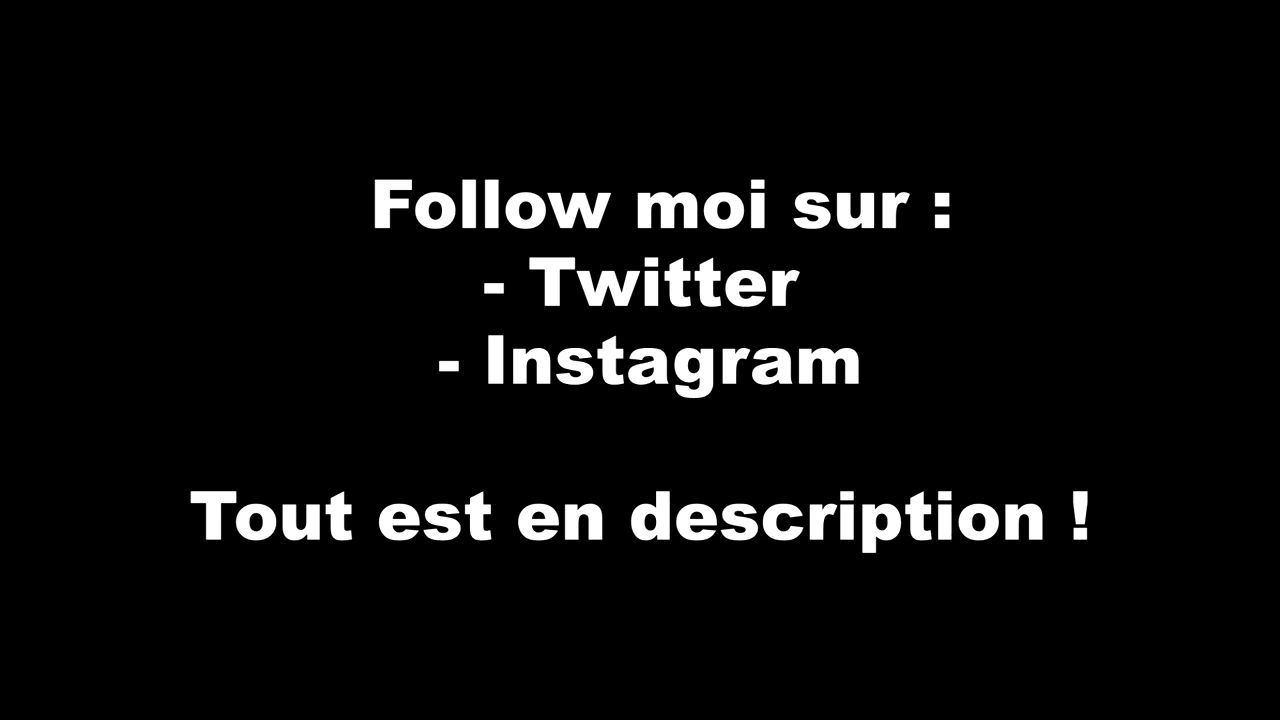 Follow moi sur :
- Twitter
- Instagram
Tout est en description !